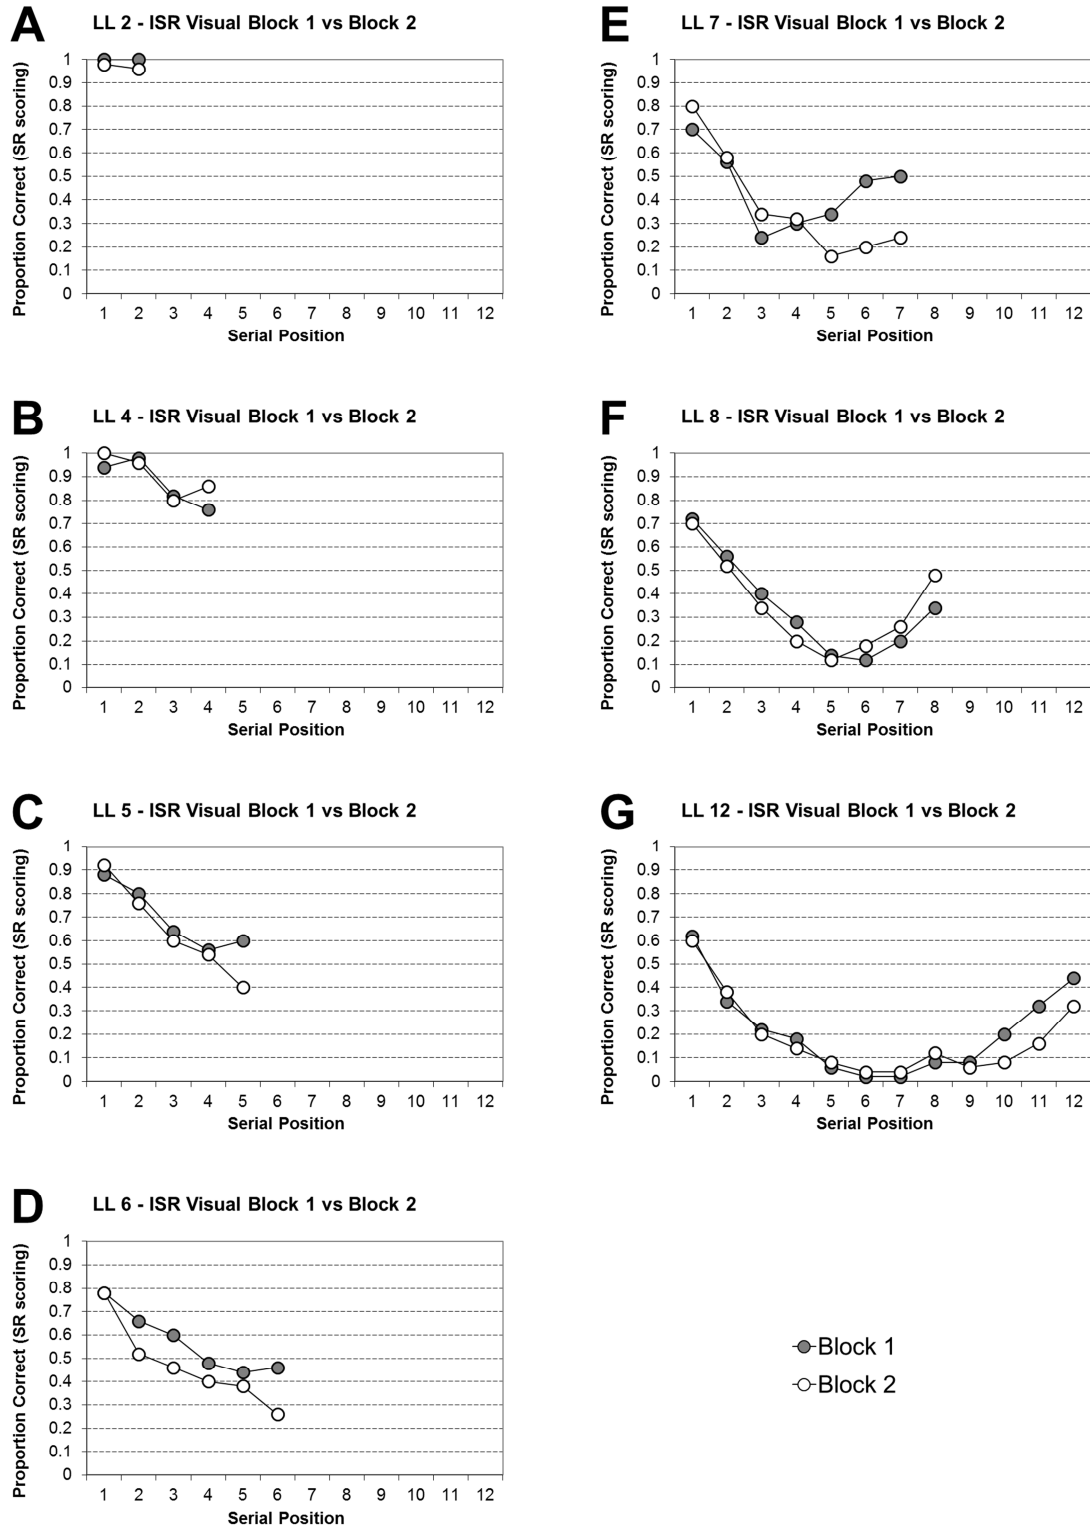 A
LL 2 - ISR Visual Block 1 vs Block 2
Proportion Correct (SR scoring)
1
0.9
0.8
0.7
0.6
0.5
0.4
0.3
0.2
0.1
0
1 2 3 4 5 6 7 8 9 10 11 12
Serial Position
B
LL 4 - ISR Visual Block 1 vs Block 2
Proportion Correct (SR scoring)
1
0.9
0.8
0.7
0.6
0.5
0.4
0.3
0.2
0.1
0
1 2 3 4 5 6 7 8 9 10 11 12
Serial Position
C
LL 5 - ISR Visual Block 1 vs Block 2
Proportion Correct (SR scoring)
1
0.9
0.8
0.7
0.6
0.5
0.4
0.3
0.2
0.1
0
1 2 3 4 5 6 7 8 9 10 11 12
Serial Position
D
LL 6 - ISR Visual Block 1 vs Block 2
Proportion Correct (SR scoring)
1
0.9
0.8
0.7
0.6
0.5
0.4
0.3
0.2
0.1
0
1 2 3 4 5 6 7 8 9 10 11 12
Serial Position
E
LL 7 - ISR Visual Block 1 vs Block 2
Proportion Correct (SR scoring)
1
0.9
0.8
0.7
0.6
0.5
0.4
0.3
0.2
0.1
0
1 2 3 4 5 6 7 8 9 10 11 12
Serial Position
F
LL 8 - ISR Visual Block 1 vs Block 2
Proportion Correct (SR scoring)
1
0.9
0.8
0.7
0.6
0.5
0.4
0.3
0.2
0.1
0
1 2 3 4 5 6 7 8 9 10 11 12
Serial Position
G
LL 12 - ISR Visual Block 1 vs Block 2
Proportion Correct (SR scoring)
1
0.9
0.8
0.7
0.6
0.5
0.4
0.3
0.2
0.1
0
1 2 3 4 5 6 7 8 9 10 11 12
Serial Position
Block 1
Block 2